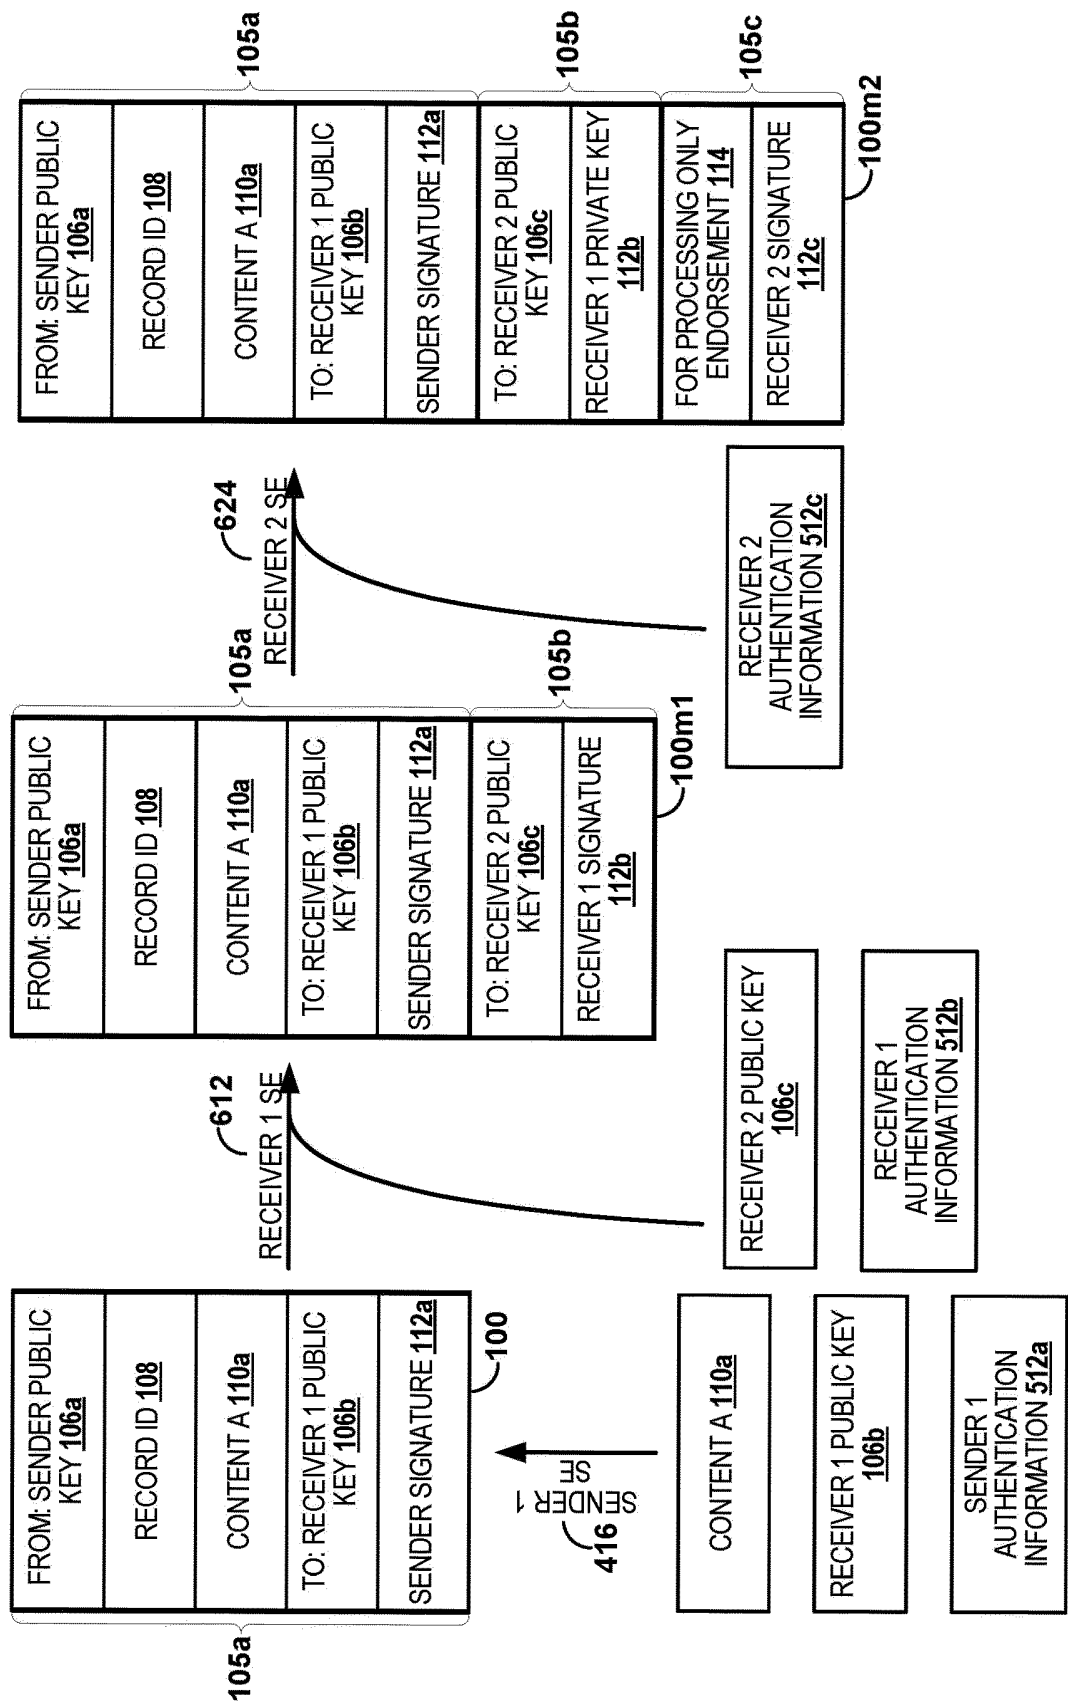 105a
FROM: SENDER PUBLIC
KEY 106a
RECORD ID 108
CONTENT A 110a
TO: RECEIVER 1 PUBLIC
KEY 106b
SENDER SIGNATURE 112a
100
SENDER 1
SE
416
CONTENT A 110a
RECEIVER 1 PUBLIC KEY
106b
SENDER 1
AUTHENTICATION
INFORMATION 512a
612
RECEIVER 1 SE
RECEIVER 2 PUBLIC KEY
106c
RECEIVER 1
AUTHENTICATION
INFORMATION 512b
FROM: SENDER PUBLIC
KEY 106a
RECORD ID 108
CONTENT A 110a
TO: RECEIVER 1 PUBLIC
KEY 106b
SENDER SIGNATURE 112a
TO: RECEIVER 2 PUBLIC
KEY 106c
RECEIVER 1 SIGNATURE
112b
105a
105b
100m1
624
RECEIVER 2 SE
RECEIVER 2
AUTHENTICATION
INFORMATION 512c
FROM: SENDER PUBLIC
KEY 106a
RECORD ID 108
CONTENT A 110a
TO: RECEIVER 1 PUBLIC
KEY 106b
SENDER SIGNATURE 112a
TO: RECEIVER 2 PUBLIC
KEY 106c
RECEIVER 1 PRIVATE KEY
112b
FOR PROCESSING ONLY
ENDORSEMENT 114
RECEIVER 2 SIGNATURE
112c
105a
105b
105c
100m2